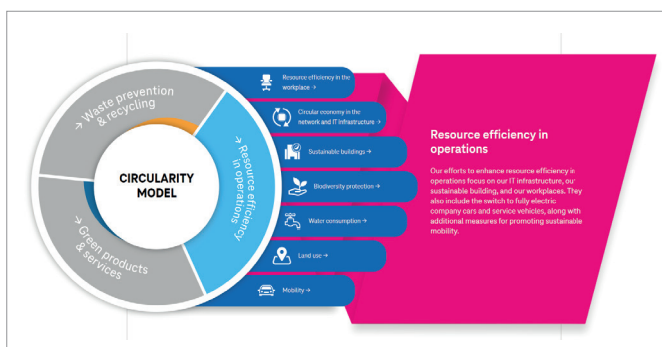 → Waste prevention
& recycling
→ Resource efficiency
in operations
→ Green products
& services
CIRCULARITY
MODEL
Resource efficiency in the
workplace →
Circular economy in the
network and IT infrastructure →
Sustainable buildings →
Biodiversity protection →
Water consumption →
Land use →
Mobility →
Resource efficiency in
operations
Our efforts to enhance resource efficiency in
operations focus on our IT infrastructure, our
sustainable building, and our workplaces. They
also include the switch to fully electric
company cars and service vehicles, along with
additional measures for promoting sustainable
mobility.